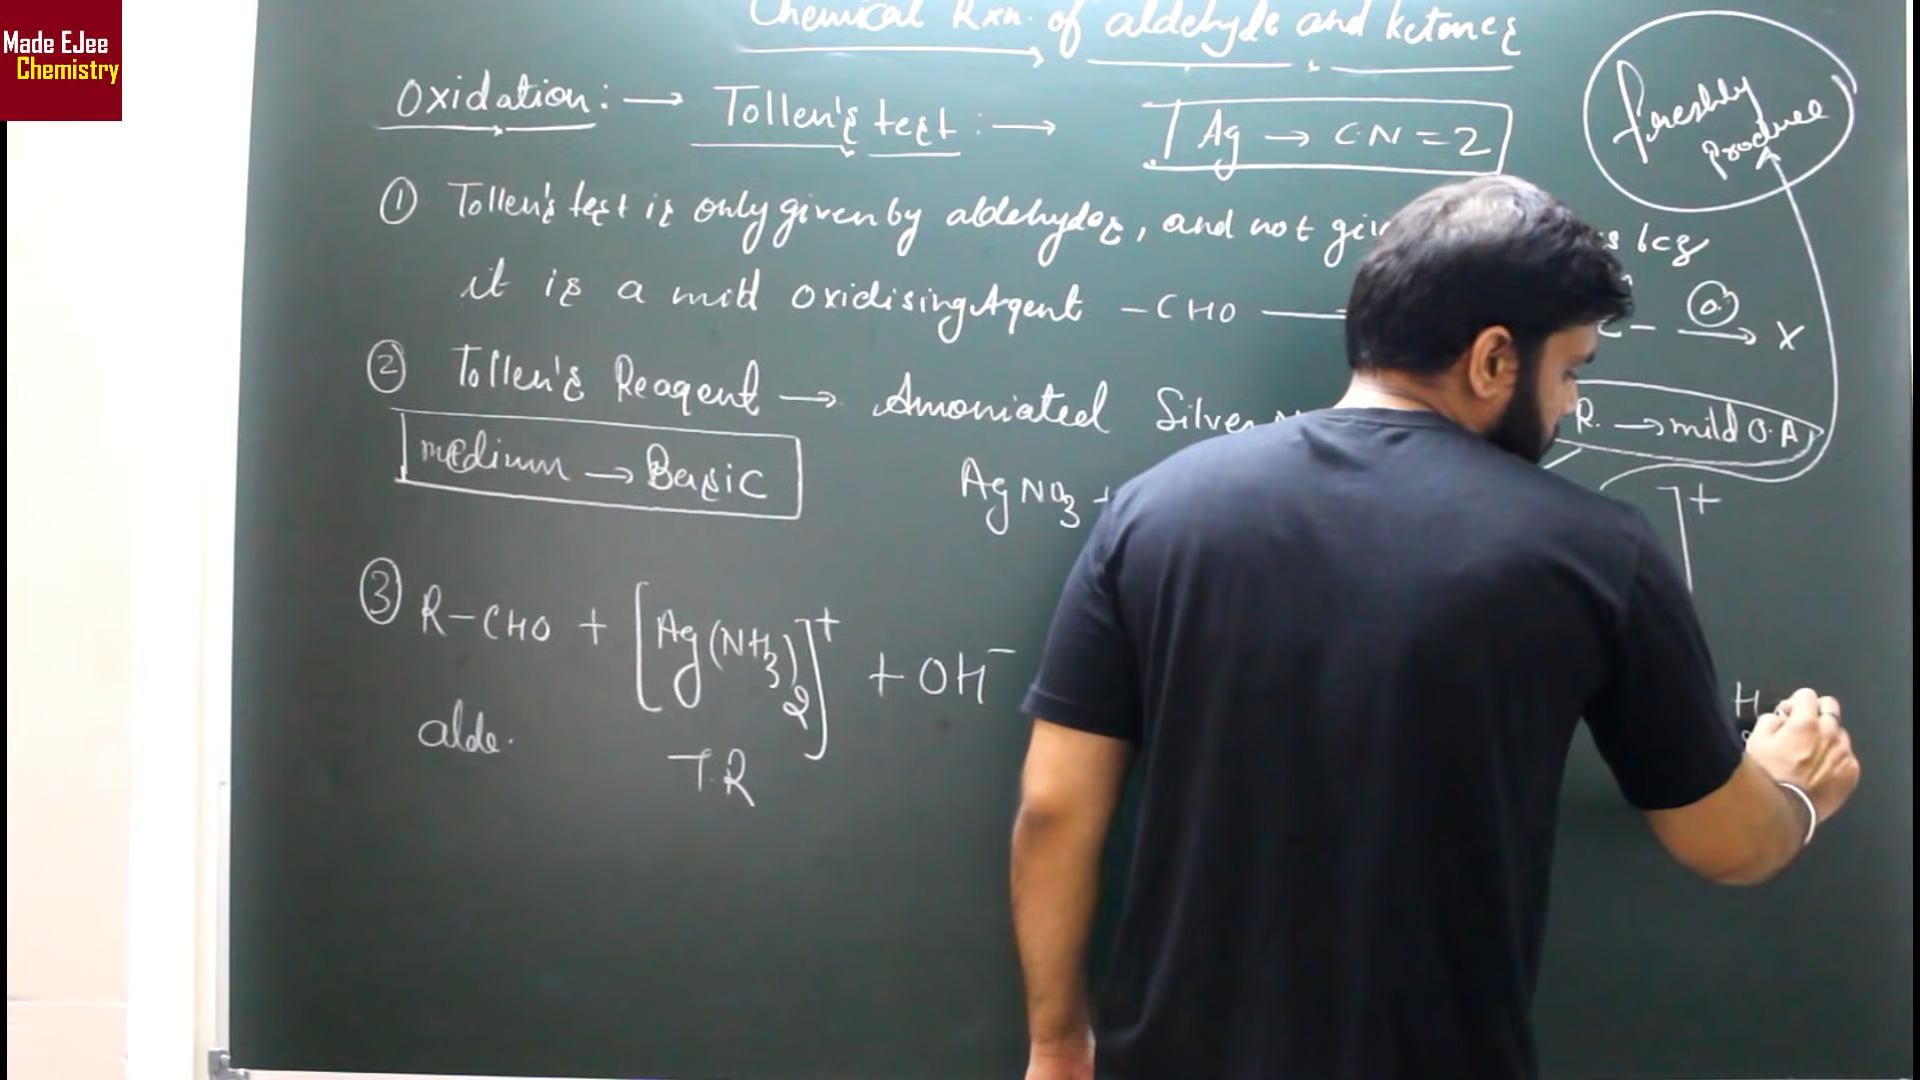 Made EJee
Chemistry
Chemical Rxn. of aldehyde and ketones
Oxidation: → Tollen's test: →
Ag → C.N = 2
freshly
produce
① Tollen's test is only given by aldehydes, and not
bcz
it is a mild oxidising Agent -CHO
→ X
② Tollen's Reagent → Amoniated Silver
R. → mild O.A
medium → Basic
AgNO3 +
]+
③ R-CHO + [Ag(NH3)2]+ + OH-
H
alde.
T.R